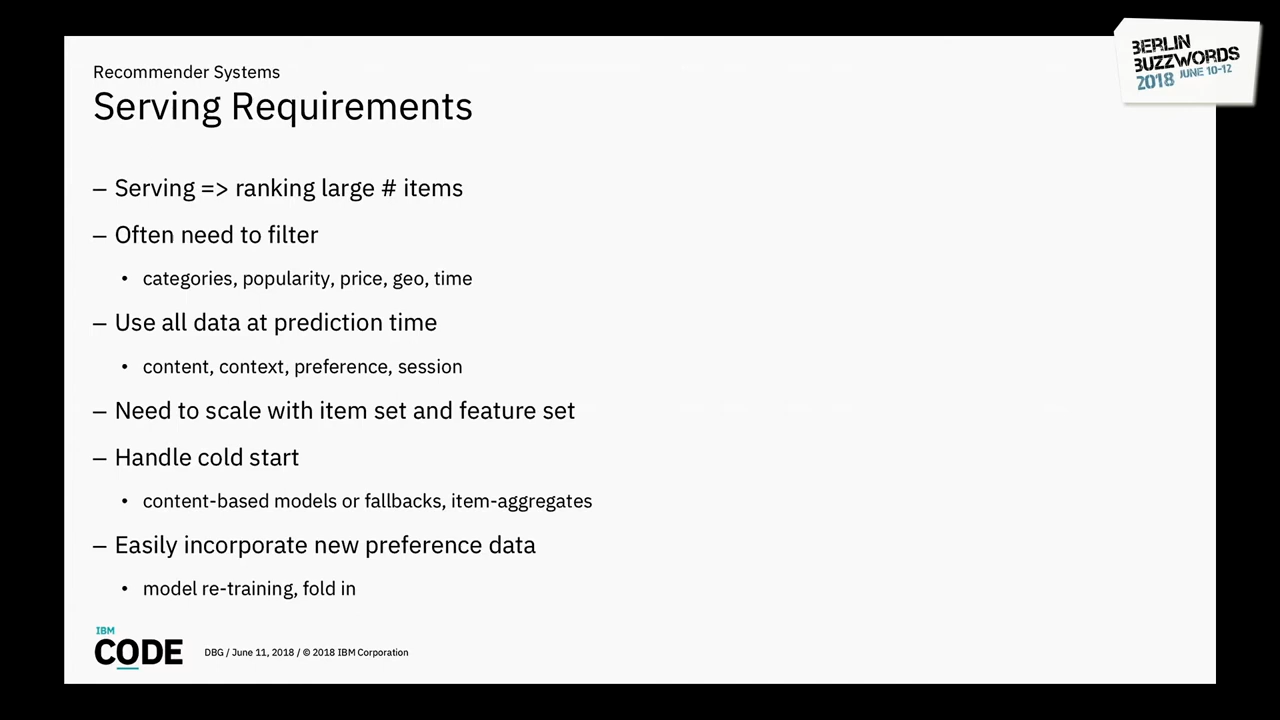 BERLIN
BUZZWORDS
2018 JUNE 10-12
Recommender Systems
Serving Requirements
– Serving => ranking large # items
– Often need to filter
• categories, popularity, price, geo, time
– Use all data at prediction time
• content, context, preference, session
– Need to scale with item set and feature set
– Handle cold start
• content-based models or fallbacks, item-aggregates
– Easily incorporate new preference data
• model re-training, fold in
IBM
CODE
DBG / June 11, 2018 / © 2018 IBM Corporation